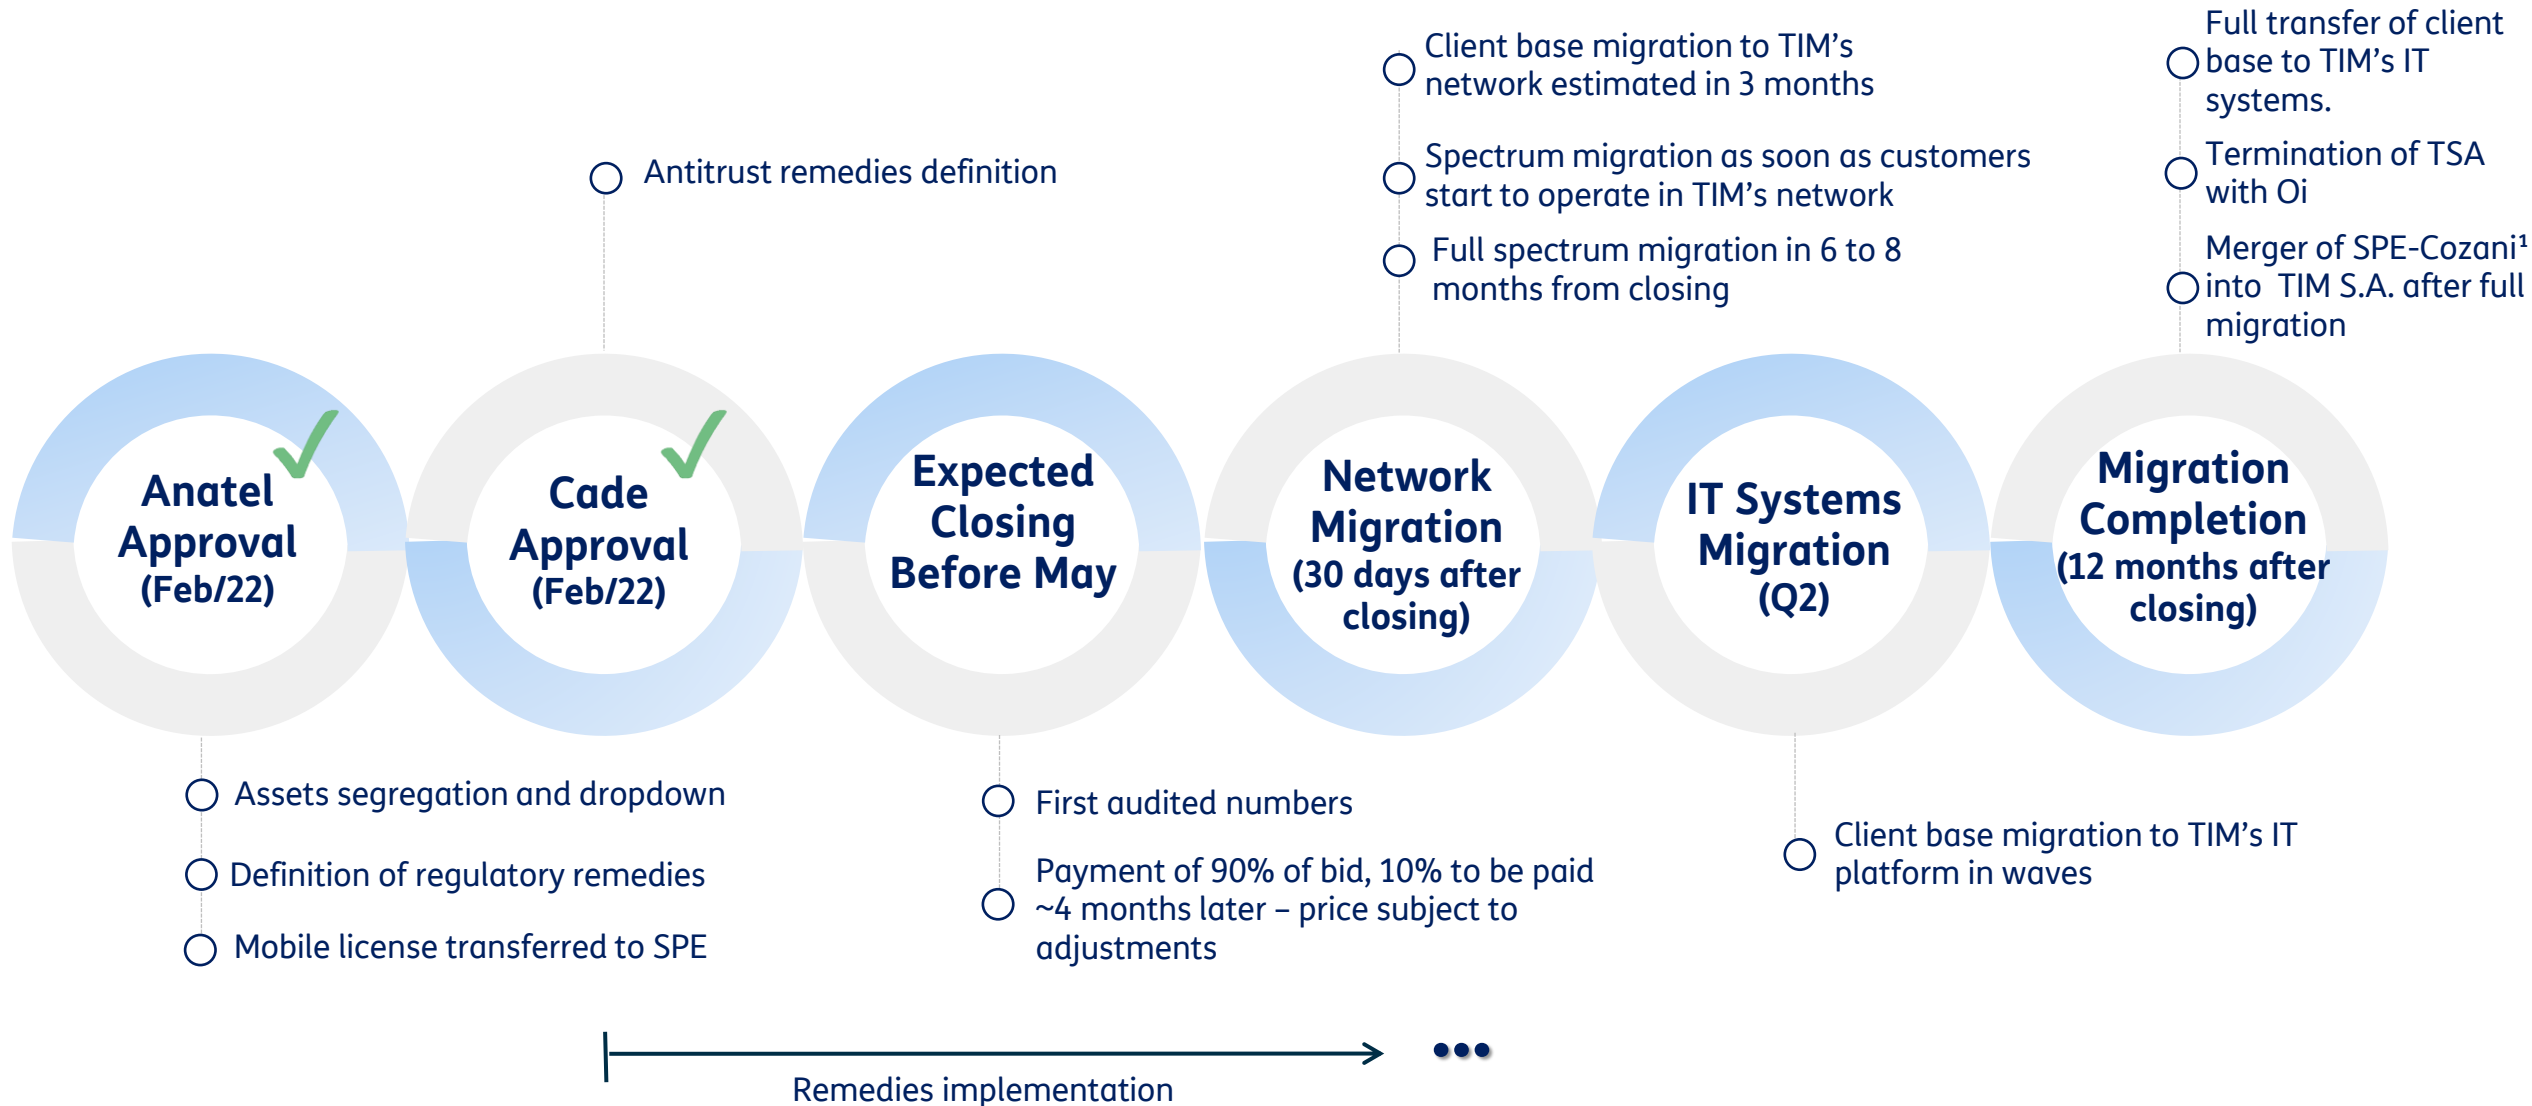 Client base migration to TIM’s
network estimated in 3 months
Spectrum migration as soon as customers
start to operate in TIM’s network
Full spectrum migration in 6 to 8
months from closing
Full transfer of client
base to TIM’s IT
systems.
Termination of TSA
with Oi
Merger of SPE-Cozani¹
into TIM S.A. after full
migration
Antitrust remedies definition
Anatel
Approval
(Feb/22)
Cade
Approval
(Feb/22)
Expected
Closing
Before May
Network
Migration
(30 days after
closing)
IT Systems
Migration
(Q2)
Migration
Completion
(12 months after
closing)
Assets segregation and dropdown
Definition of regulatory remedies
Mobile license transferred to SPE
First audited numbers
Payment of 90% of bid, 10% to be paid
~4 months later – price subject to
adjustments
Client base migration to TIM’s IT
platform in waves
Remedies implementation